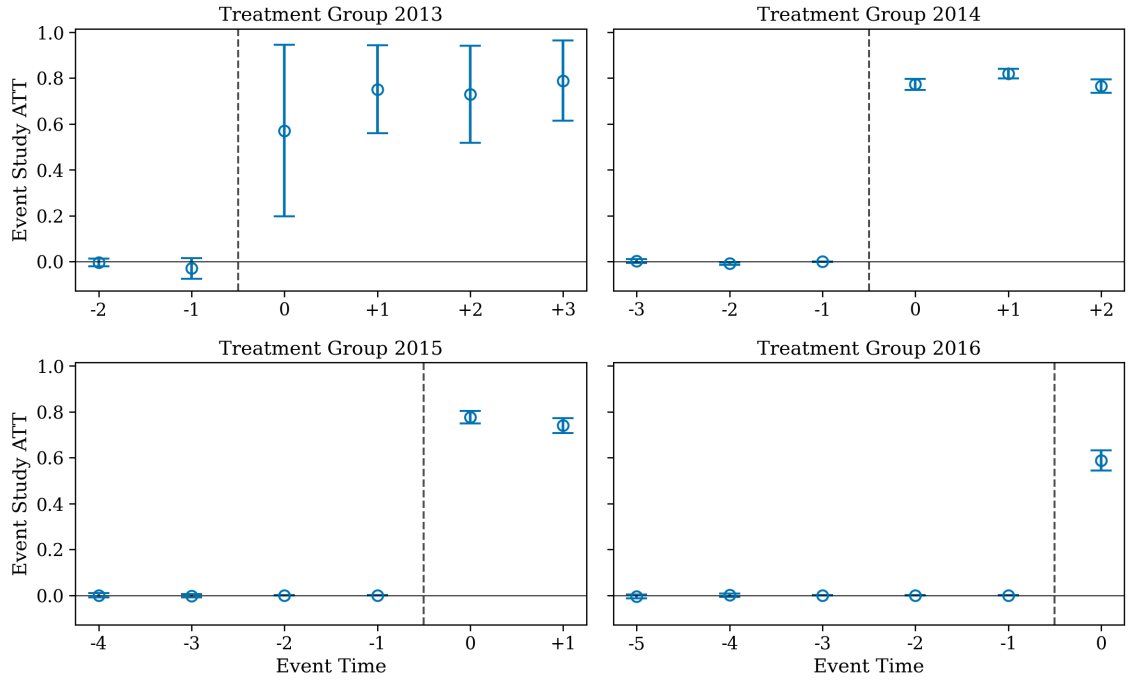 Treatment Group 2013
Treatment Group 2014
Event Study ATT
1.0
0.8
0.6
0.4
0.2
0.0
-2 -1 0 +1 +2 +3
-3 -2 -1 0 +1 +2
Treatment Group 2015
Treatment Group 2016
Event Study ATT
1.0
0.8
0.6
0.4
0.2
0.0
-4 -3 -2 -1 0 +1
-5 -4 -3 -2 -1 0
Event Time
Event Time